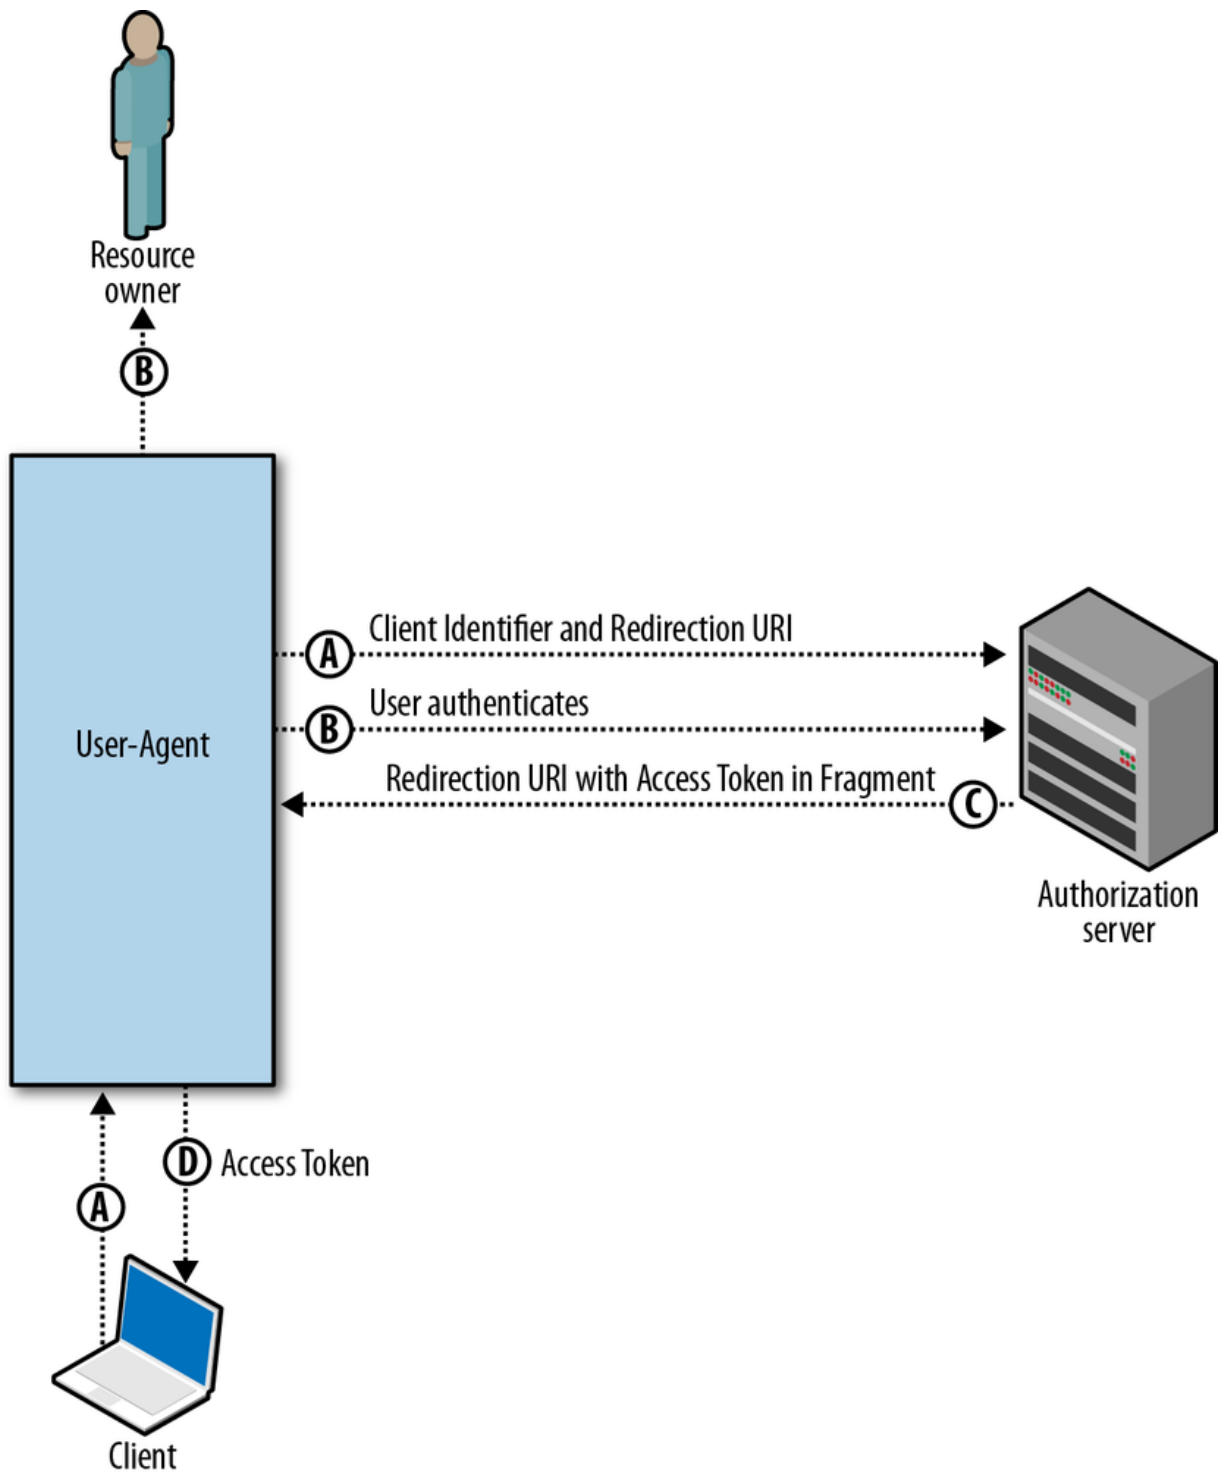 Resource
owner
B
A
Client Identifier and Redirection URI
B
User authenticates
User-Agent
Redirection URI with Access Token in Fragment
C
Authorization
server
D
Access Token
A
Client